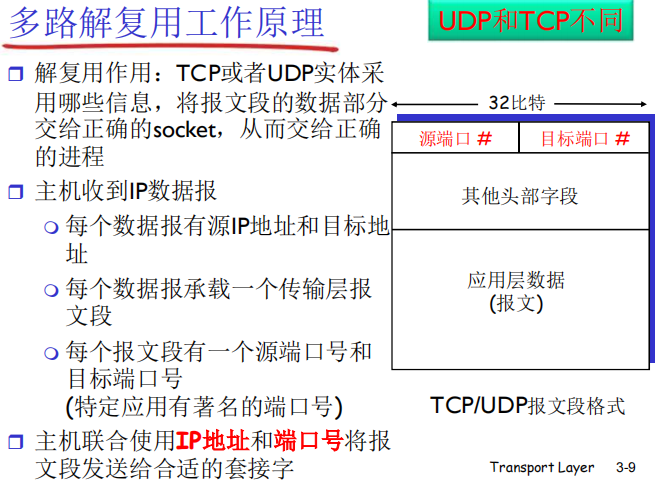 多路解复用工作原理
UDP和TCP不同
解复用作用：TCP或者UDP实体采
用哪些信息，将报文段的数据部分
交给正确的socket，从而交给正确
的进程
主机收到IP数据报
每个数据报有源IP地址和目标地
址
每个数据报承载一个传输层报
文段
每个报文段有一个源端口号和
目标端口号
(特定应用有著名的端口号)
主机联合使用IP地址和端口号将报
文段发送给合适的套接字
32比特
源端口 #
目标端口 #
其他头部字段
应用层数据
(报文)
TCP/UDP报文段格式
Transport Layer 3-9